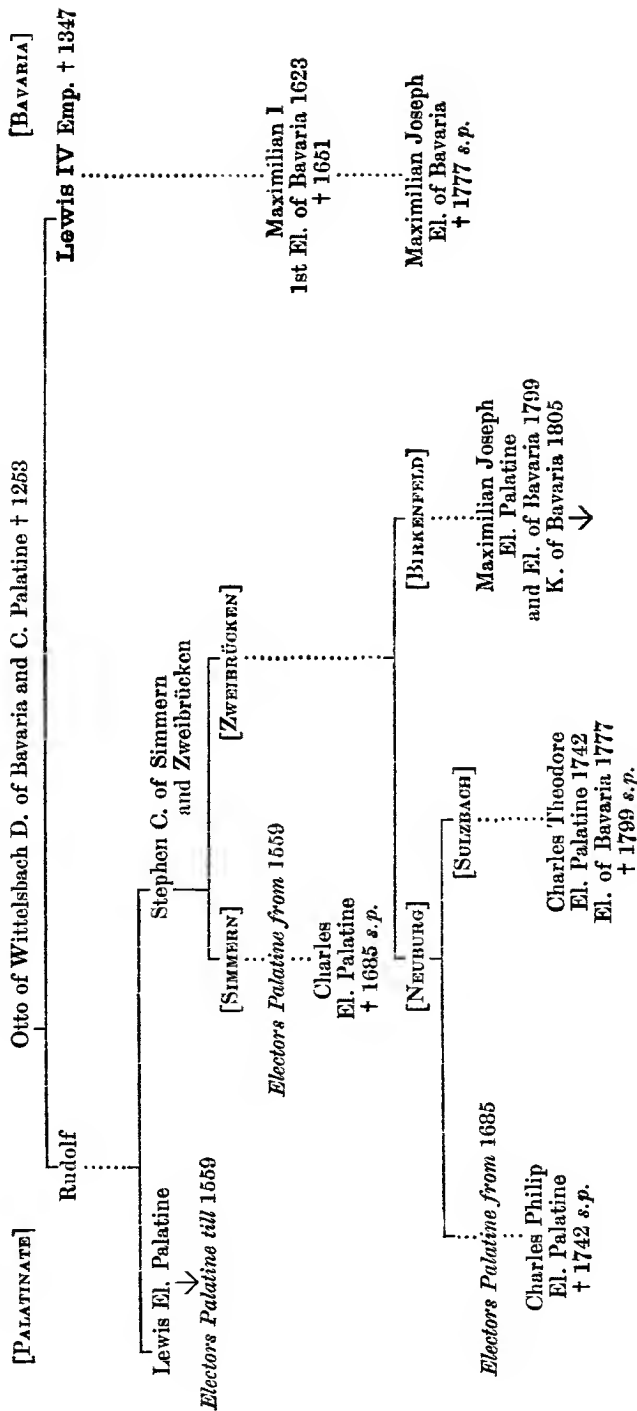 [PALATINATE]
Otto of Wittelsbach D. of Bavaria and C. Palatine † 1253
[BAVARIA]
Rudolf
Lewis IV Emp. † 1347
Lewis El. Palatine
Electors Palatine till 1559
Stephen C. of Simmern
and Zweibrücken
Maximilian I
1st El. of Bavaria 1623
† 1651
[SIMMERN]
[ZWEIBRÜCKEN]
Electors Palatine from 1559
Charles
El. Palatine
† 1685 s.p.
Maximilian Joseph
El. of Bavaria
† 1777 s.p.
[NEUBURG]
[BIRKENFELD]
[SULZBACH]
Electors Palatine from 1685
Charles Philip
El. Palatine
† 1742 s.p.
Charles Theodore
El. Palatine 1742
El. of Bavaria 1777
† 1799 s.p.
Maximilian Joseph
El. Palatine
and El. of Bavaria 1799
K. of Bavaria 1805